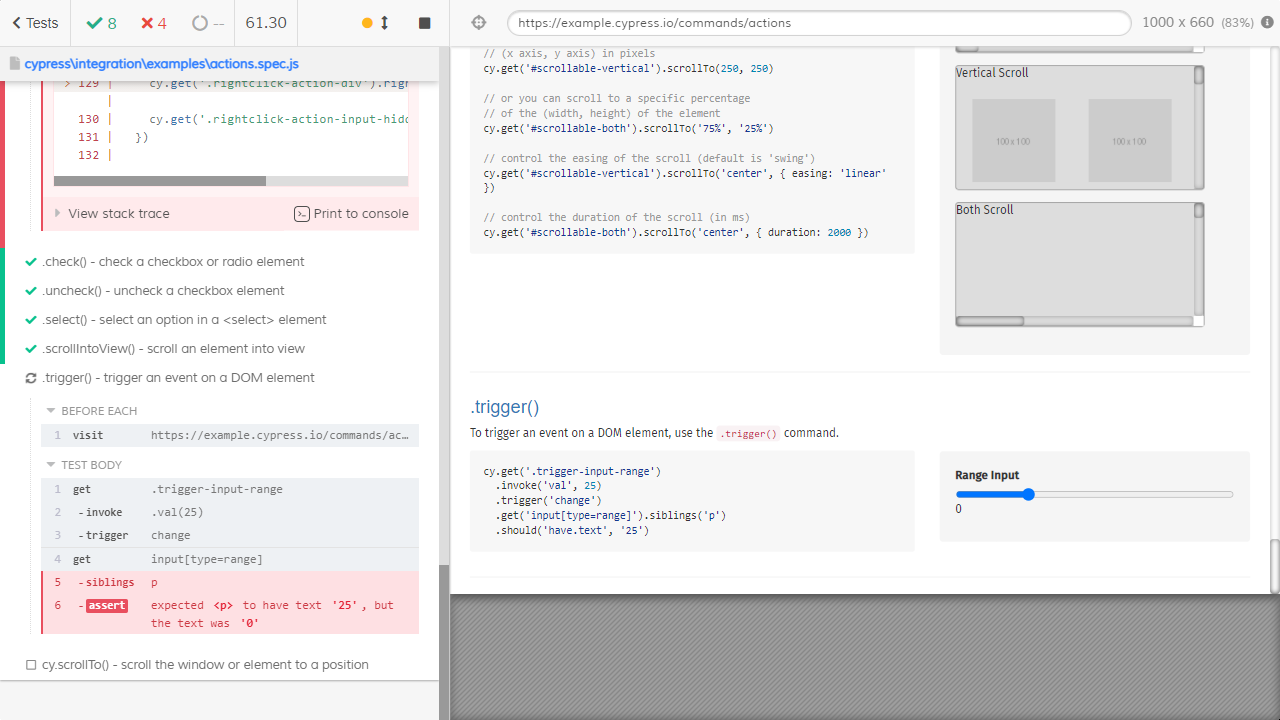 Tests
8
4
--
61.30
https://example.cypress.io/commands/actions
1000 x 660 (83%)
cypress\integration\examples\actions.spec.js
> 129 | cy.get('.rightclick-action-div').righ
|
130 | cy.get('.rightclick-action-input-hidd
131 | })
132 |
View stack trace
Print to console
.check() - check a checkbox or radio element
.uncheck() - uncheck a checkbox element
.select() - select an option in a <select> element
.scrollIntoView() - scroll an element into view
.trigger() - trigger an event on a DOM element
BEFORE EACH
1 visit https://example.cypress.io/commands/ac…
TEST BODY
1 get .trigger-input-range
2 -invoke .val(25)
3 -trigger change
4 get input[type=range]
5 -siblings p
6 -assert expected <p> to have text '25', but
the text was '0'
cy.scrollTo() - scroll the window or element to a position
// (x axis, y axis) in pixels
cy.get('#scrollable-vertical').scrollTo(250, 250)
// or you can scroll to a specific percentage
// of the (width, height) of the element
cy.get('#scrollable-both').scrollTo('75%', '25%')
// control the easing of the scroll (default is 'swing')
cy.get('#scrollable-vertical').scrollTo('center', { easing: 'linear'
})
// control the duration of the scroll (in ms)
cy.get('#scrollable-both').scrollTo('center', { duration: 2000 })
Vertical Scroll
100 x 100
100 x 100
Both Scroll
.trigger()
To trigger an event on a DOM element, use the .trigger() command.
cy.get('.trigger-input-range')
.invoke('val', 25)
.trigger('change')
.get('input[type=range]').siblings('p')
.should('have.text', '25')
Range Input
0